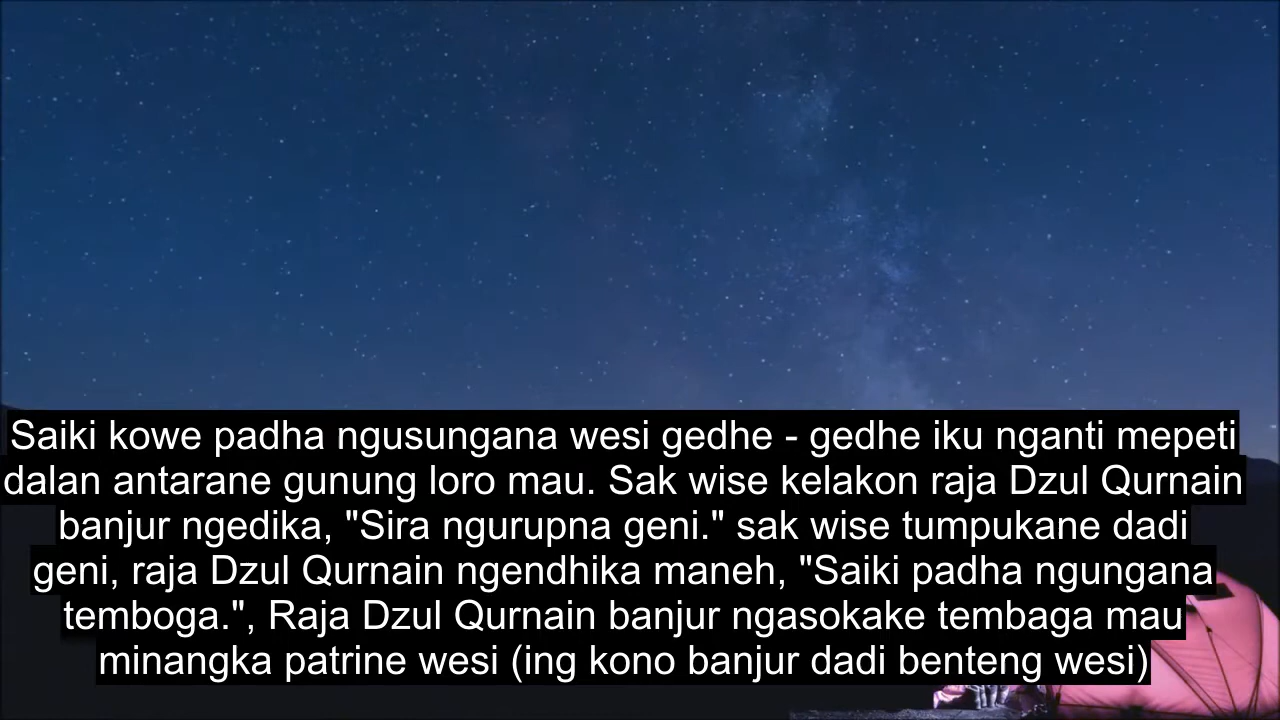 Saiki kowe padha ngusungana wesi gedhe - gedhe iku nganti mepeti
dalan antarane gunung loro mau. Sak wise kelakon raja Dzul Qurnain
banjur ngedika, "Sira ngurupna geni." sak wise tumpukane dadi
geni, raja Dzul Qurnain ngendhika maneh, "Saiki padha ngungana
temboga.", Raja Dzul Qurnain banjur ngasokake tembaga mau
minangka patrine wesi (ing kono banjur dadi benteng wesi)